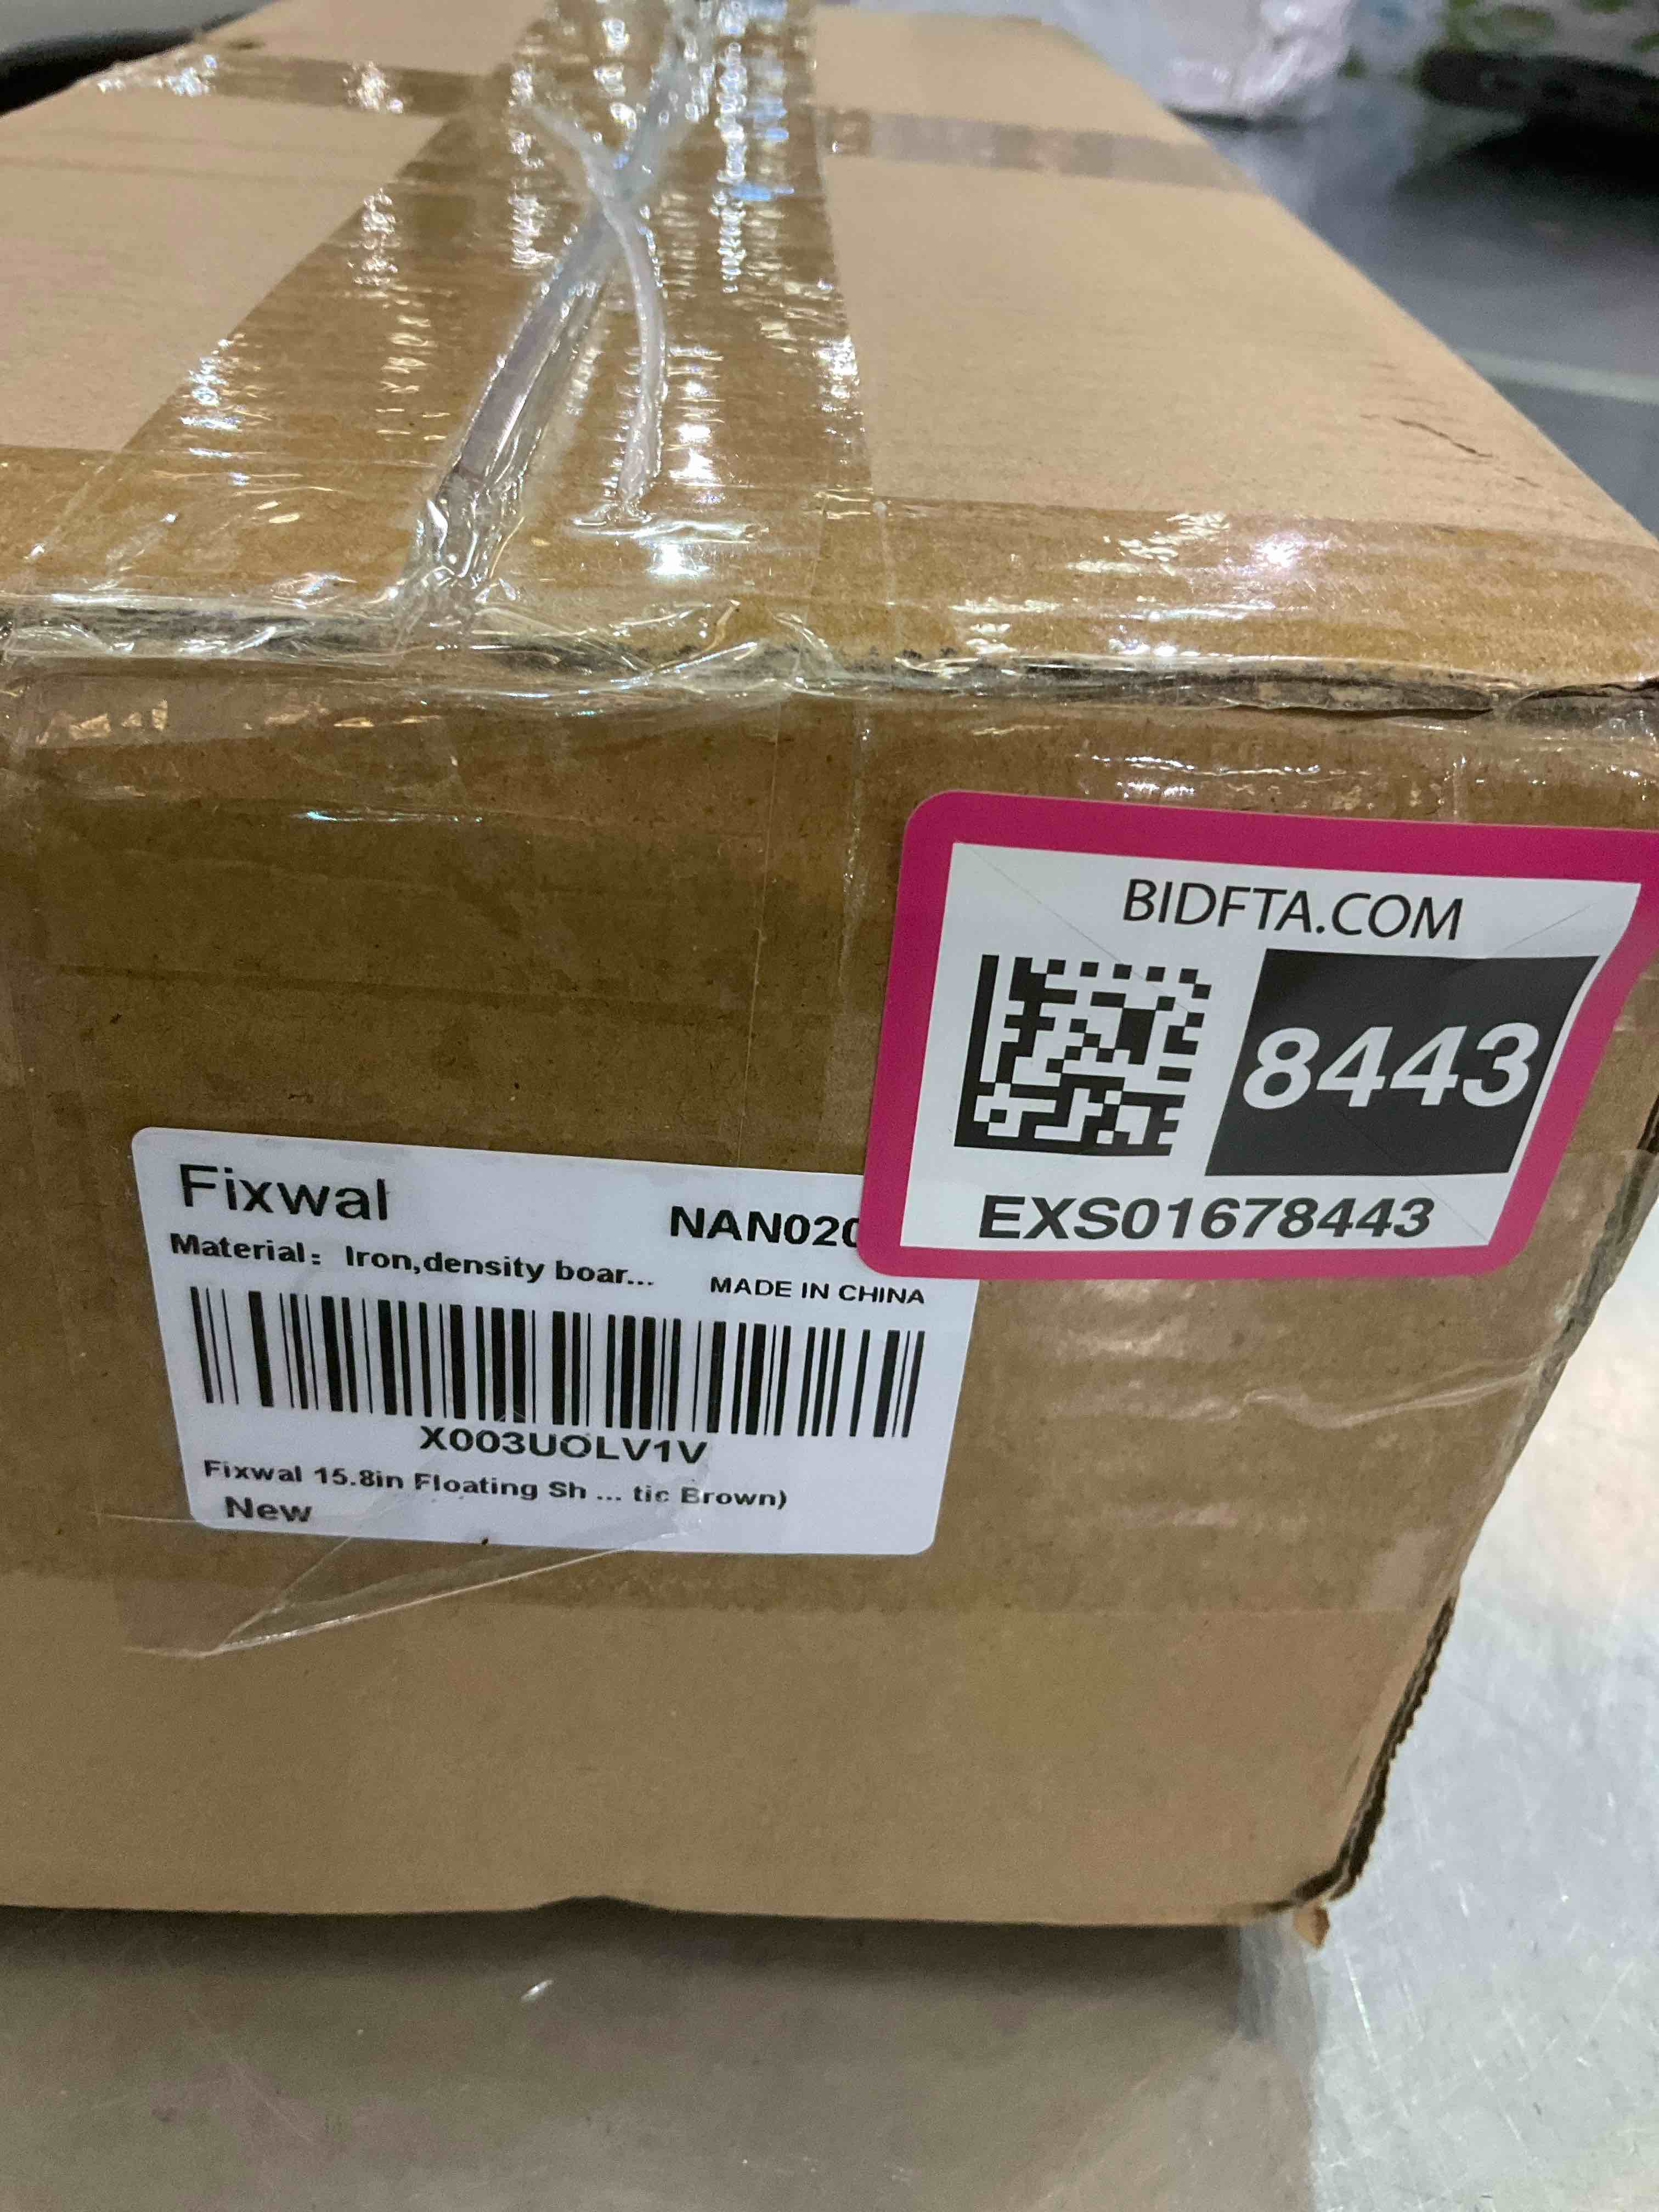 BIDFTA.COM
8443
EXS01678443
Fixwal
NAN020
Material: Iron,density boar...
MADE IN CHINA
X003UOLV1V
Fixwal 15.8in Floating Sh ... tic Brown)
New